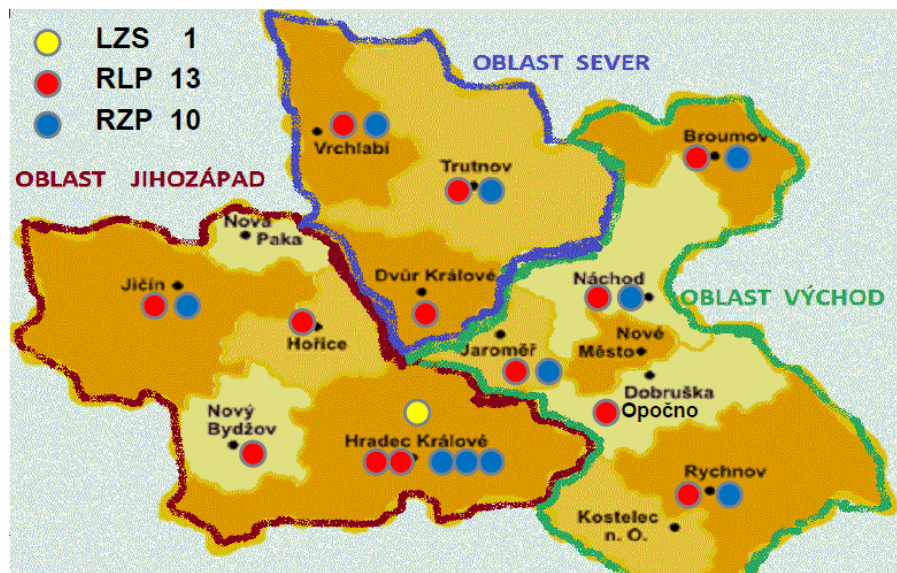 LZS 1
RLP 13
RZP 10
OBLAST SEVER
Vrchlabí
Trutnov
Broumov
OBLAST JIHOZÁPAD
Nová
Paka
Dvůr Králové
Náchod
Jičín
OBLAST VÝCHOD
Hořice
Jaroměř
Nové
Město
Dobruška
Opočno
Nový
Bydžov
Hradec Králové
Rychnov
Kostelec
n. O.